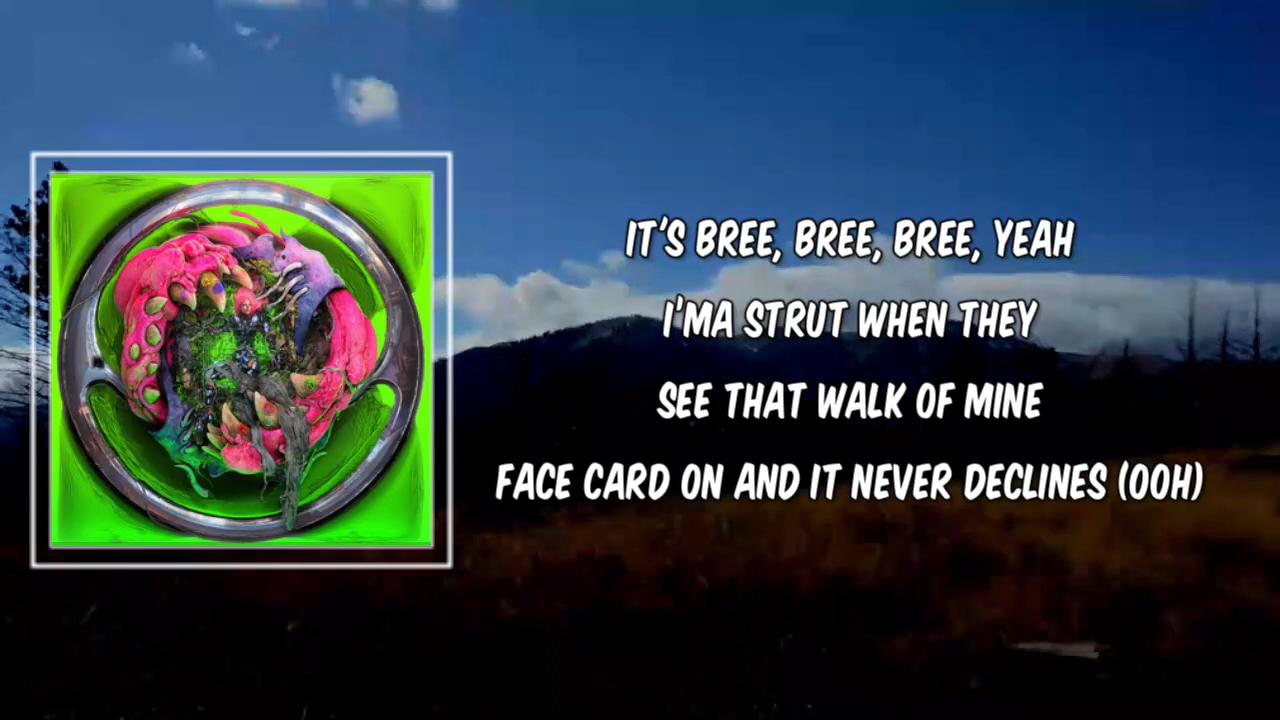 IT'S BREE, BREE, BREE, YEAH
I'MA STRUT WHEN THEY
SEE THAT WALK OF MINE
FACE CARD ON AND IT NEVER DECLINES (OOH)